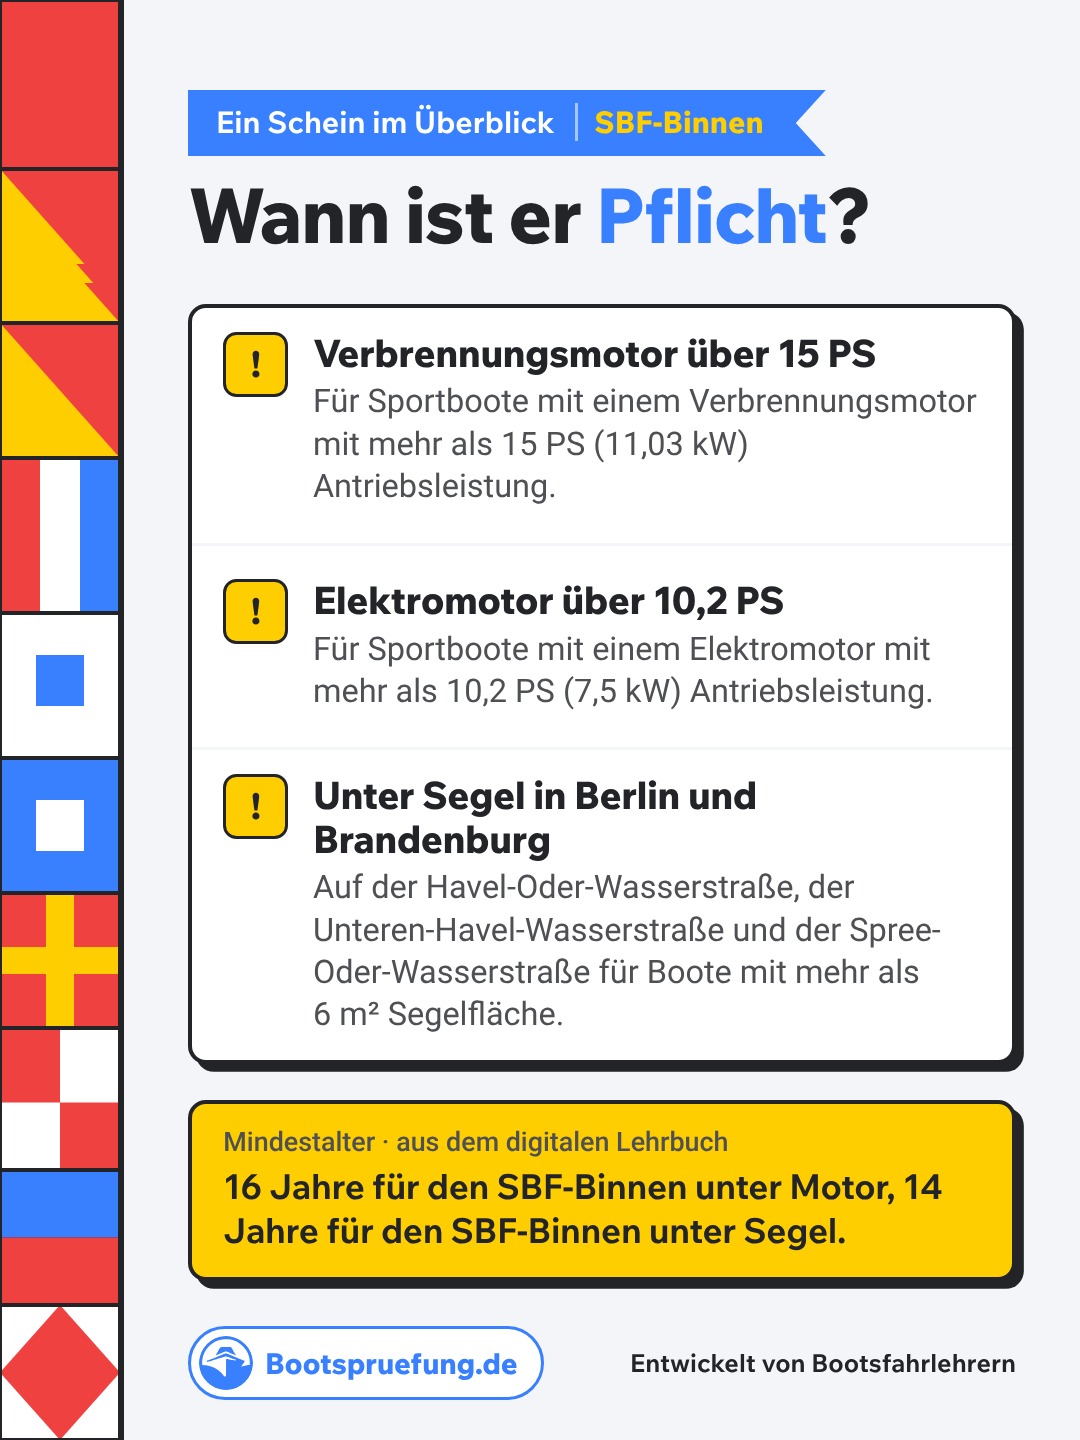 Ein Schein im Überblick | SBF-Binnen
Wann ist er Pflicht?
! Verbrennungsmotor über 15 PS
Für Sportboote mit einem Verbrennungsmotor
mit mehr als 15 PS (11,03 kW)
Antriebsleistung.
! Elektromotor über 10,2 PS
Für Sportboote mit einem Elektromotor mit
mehr als 10,2 PS (7,5 kW) Antriebsleistung.
! Unter Segel in Berlin und
Brandenburg
Auf der Havel-Oder-Wasserstraße, der
Unteren-Havel-Wasserstraße und der Spree-
Oder-Wasserstraße für Boote mit mehr als
6 m² Segelfläche.
Mindestalter · aus dem digitalen Lehrbuch
16 Jahre für den SBF-Binnen unter Motor, 14
Jahre für den SBF-Binnen unter Segel.
Bootspruefung.de
Entwickelt von Bootsfahrlehrern